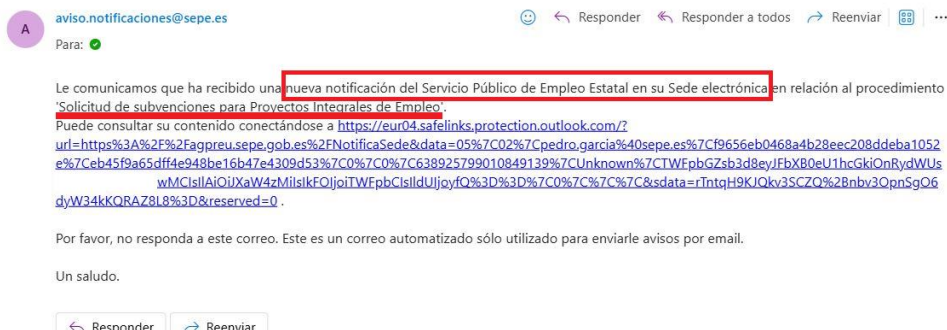 A
aviso.notificaciones@sepe.es
Responder
Responder a todos
Reenviar
Para:
Le comunicamos que ha recibido una nueva notificación del Servicio Público de Empleo Estatal en su Sede electrónica en relación al procedimiento
'Solicitud de subvenciones para Proyectos Integrales de Empleo'.
Puede consultar su contenido conectándose a https://eur04.safelinks.protection.outlook.com/?
url=https%3A%2F%2Fagpreu.sepe.gob.es%2FNotificaSede&data=05%7C02%7Cpedro.garcia%40sepe.es%7Cf9656eb0468a4b28eec208ddeba1052
e%7Ceb45f9a65dff4e948be16b47e4309d53%7C0%7C0%7C638925799010849139%7CUnknown%7CTWFpbGZsb3d8eyJFbXB0eU1hcGkiOnRydWUs
wMCIsIlAiOiJXaW4zMiIsIkFOIjoiTWFpbCIsIldUIjoyfQ%3D%3D%7C0%7C%7C%7C&sdata=rTntqH9KJQkv3SCZQ%2Bnbv3OpnSgO6
dyW34kKQRAZ8L8%3D&reserved=0 .
Por favor, no responda a este correo. Este es un correo automatizado sólo utilizado para enviarle avisos por email.
Un saludo.
Responder
Reenviar